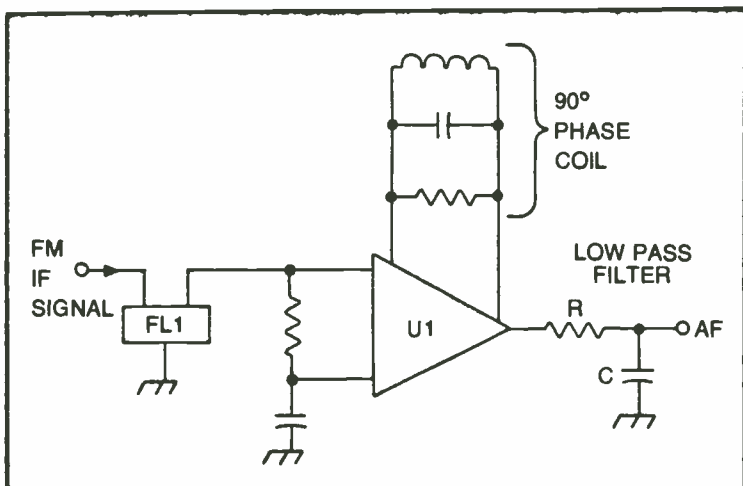 90°
PHASE
COIL
FM
IF
SIGNAL
FL1
U1
LOW PASS
FILTER
R
AF
C